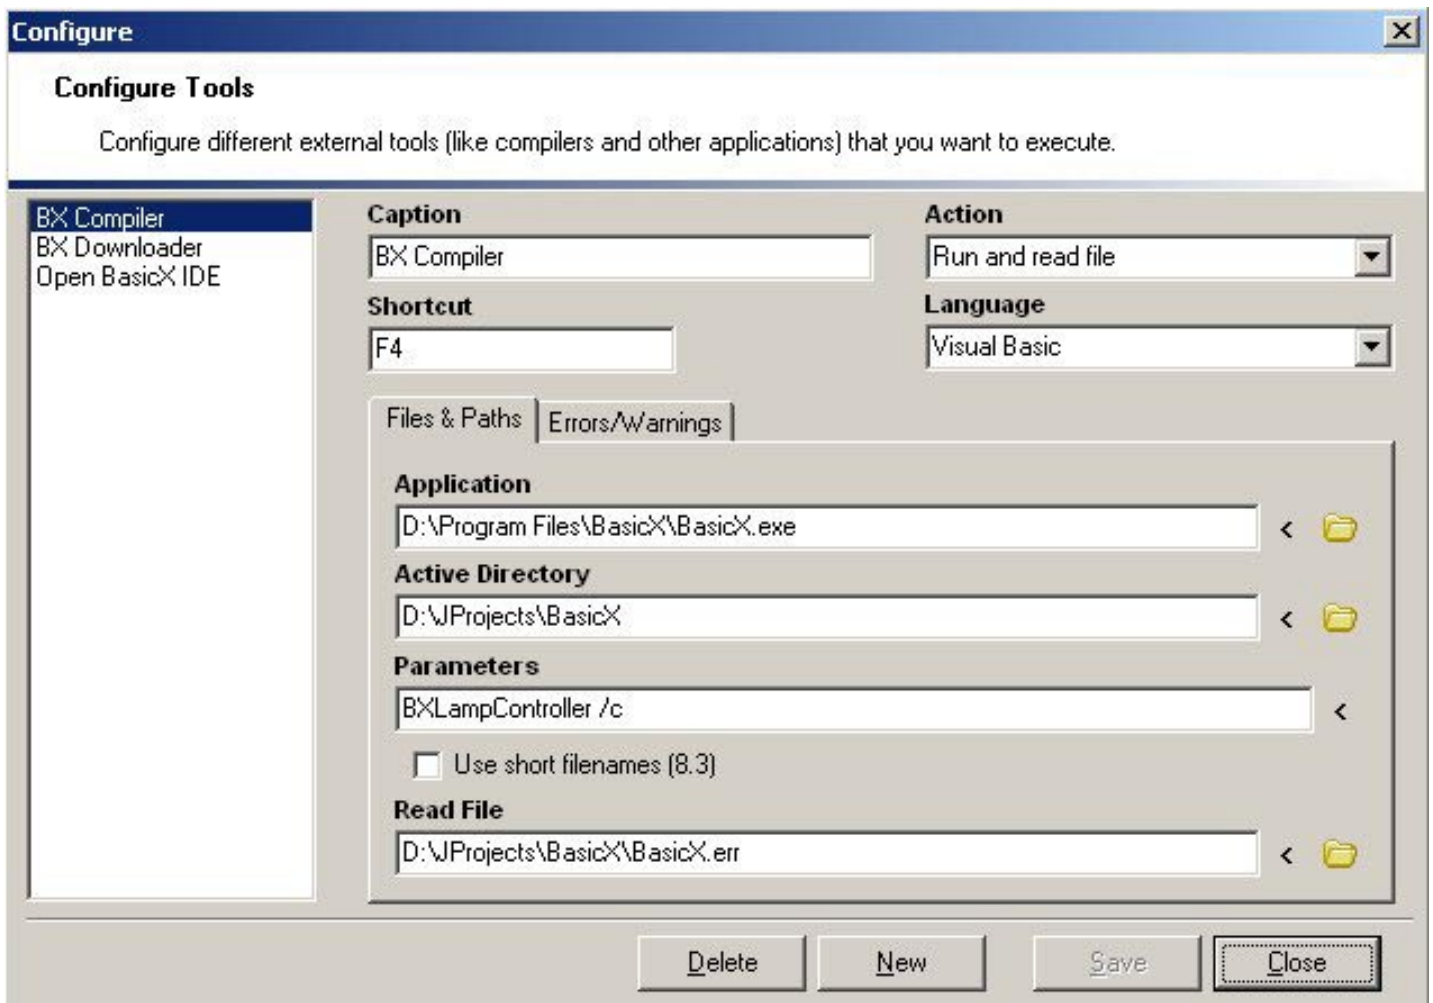 Configure
Configure Tools
Configure different external tools (like compilers and other applications) that you want to execute.
BX Compiler
BX Downloader
Open BasicX IDE
Caption
BX Compiler
Action
Run and read file
Shortcut
F4
Language
Visual Basic
Files & Paths
Errors/Warnings
Application
D:\Program Files\BasicX\BasicX.exe
<
Active Directory
D:\JProjects\BasicX
<
Parameters
BXLampController /c
<
Use short filenames (8.3)
Read File
D:\JProjects\BasicX\BasicX.err
<
Delete
New
Save
Close